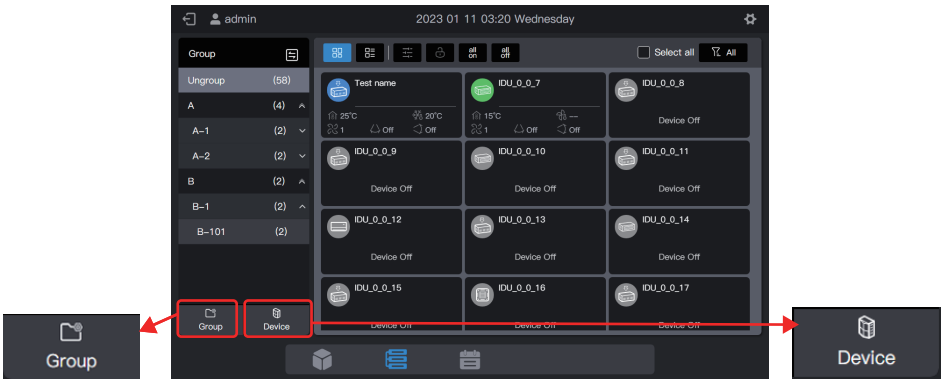 admin
2023 01 11 03:20 Wednesday
Group
all on
all off
Select all
All
Ungroup (58)
A (4)
A-1 (2)
A-2 (2)
B (2)
B-1 (2)
B-101 (2)
Test name
25°C 20°C
1 Off Off
IDU_0_0_7
15°C --
1 Off Off
IDU_0_0_8
Device Off
IDU_0_0_9
Device Off
IDU_0_0_10
Device Off
IDU_0_0_11
Device Off
IDU_0_0_12
Device Off
IDU_0_0_13
Device Off
IDU_0_0_14
Device Off
IDU_0_0_15
Device Off
IDU_0_0_16
Device Off
IDU_0_0_17
Device Off
Group
Device
Group
Device